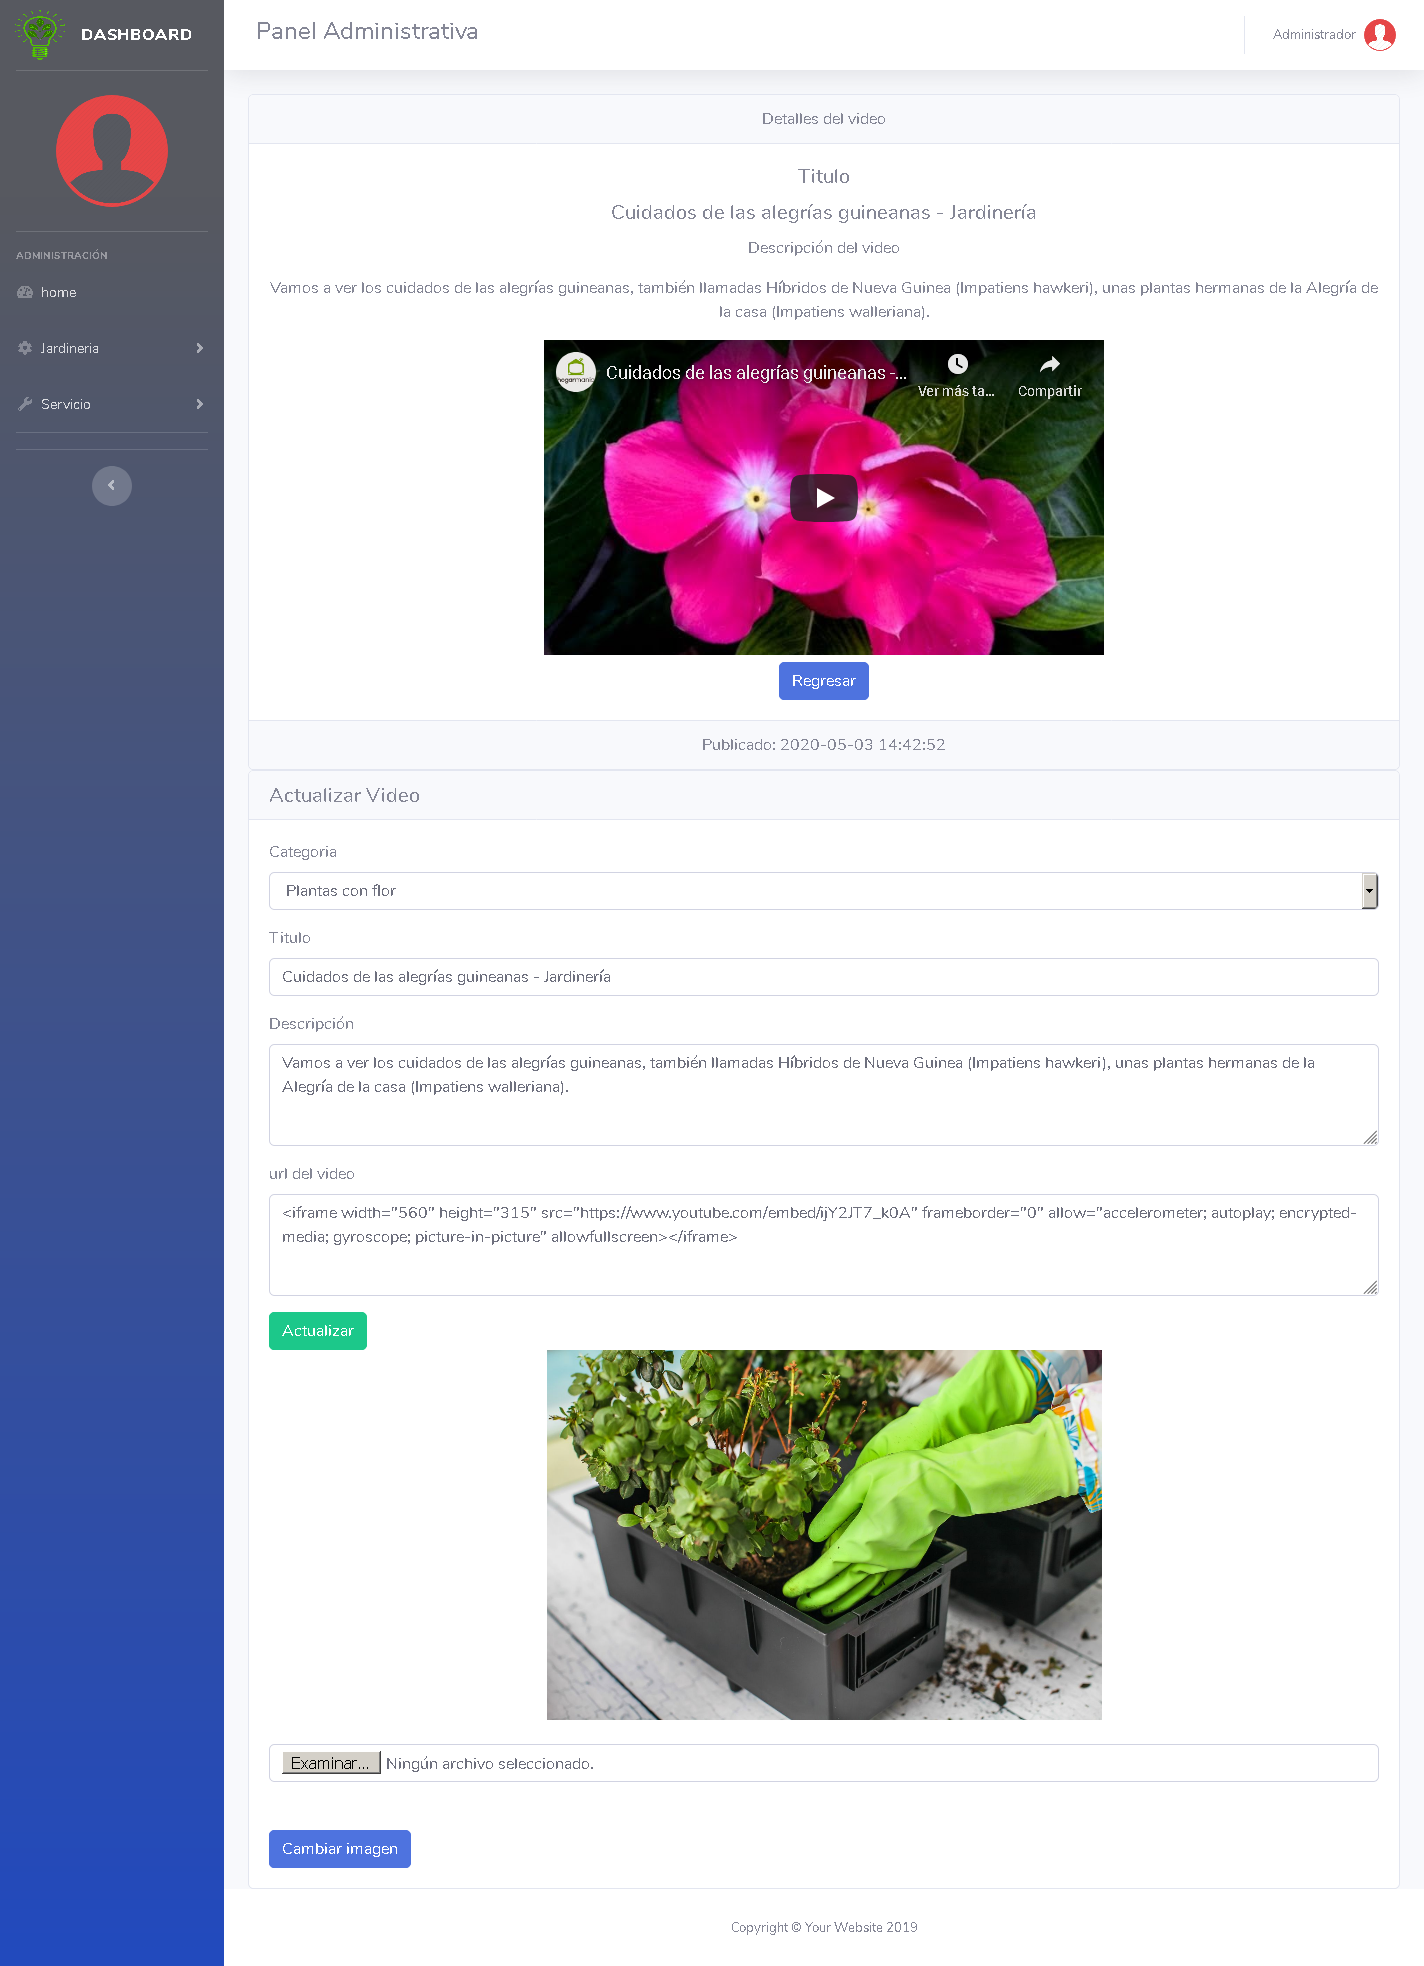 DASHBOARD
Panel Administrativa
Administrador
ADMINISTRACIÓN
home
Jardineria
Servicio
Detalles del video
Titulo
Cuidados de las alegrías guineanas - Jardinería
Descripción del video
Vamos a ver los cuidados de las alegrías guineanas, también llamadas Híbridos de Nueva Guinea (Impatiens hawkeri), unas plantas hermanas de la Alegría de
la casa (Impatiens walleriana).
hogarmania
Cuidados de las alegrías guineanas -...
Ver más ta...
Compartir
Regresar
Publicado: 2020-05-03 14:42:52
Actualizar Video
Categoria
Plantas con flor
Titulo
Cuidados de las alegrías guineanas - Jardinería
Descripción
Vamos a ver los cuidados de las alegrías guineanas, también llamadas Híbridos de Nueva Guinea (Impatiens hawkeri), unas plantas hermanas de la
Alegría de la casa (Impatiens walleriana).
url del video
<iframe width="560" height="315" src="https://www.youtube.com/embed/ijY2JT7_k0A" frameborder="0" allow="accelerometer; autoplay; encrypted-
media; gyroscope; picture-in-picture" allowfullscreen></iframe>
Actualizar
Examinar... Ningún archivo seleccionado.
Cambiar imagen
Copyright © Your Website 2019